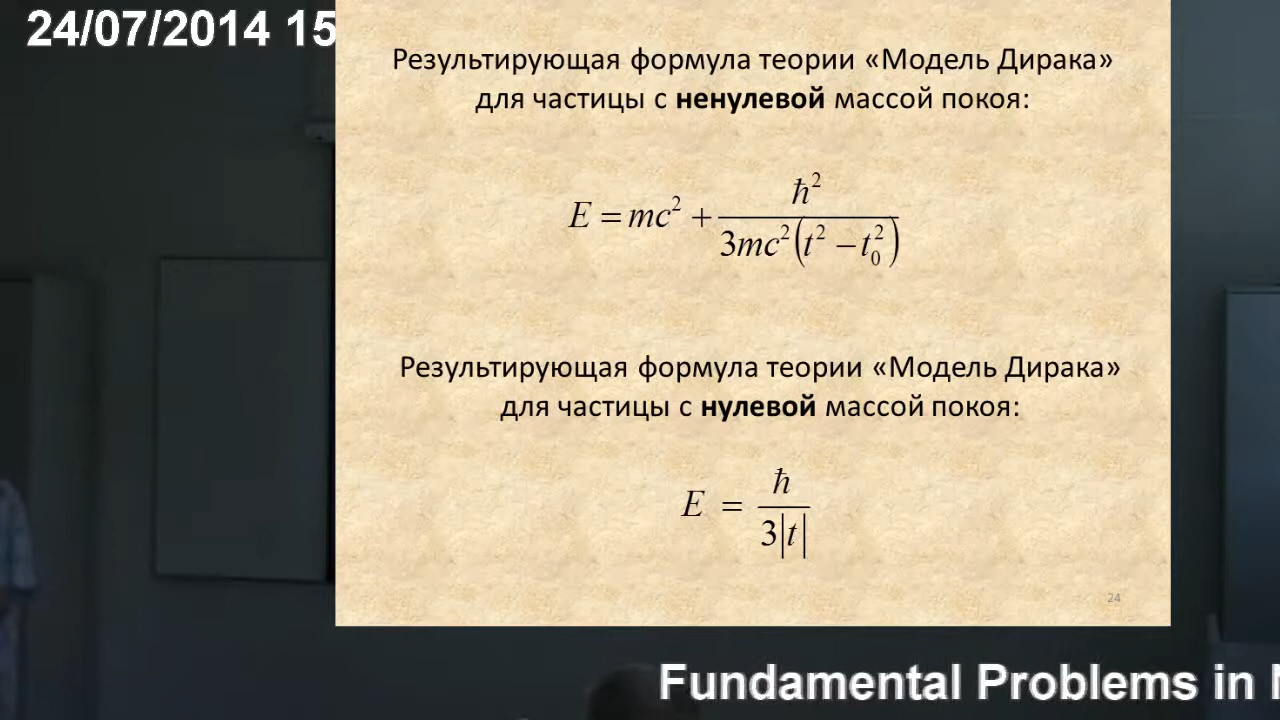 24/07/2014 15
Результирующая формула теории «Модель Дирака»
для частицы с ненулевой массой покоя:
E = mc² + ħ² / 3mc²(t² − t₀²)
Результирующая формула теории «Модель Дирака»
для частицы с нулевой массой покоя:
E = ħ / 3|t|
24
Fundamental Problems in